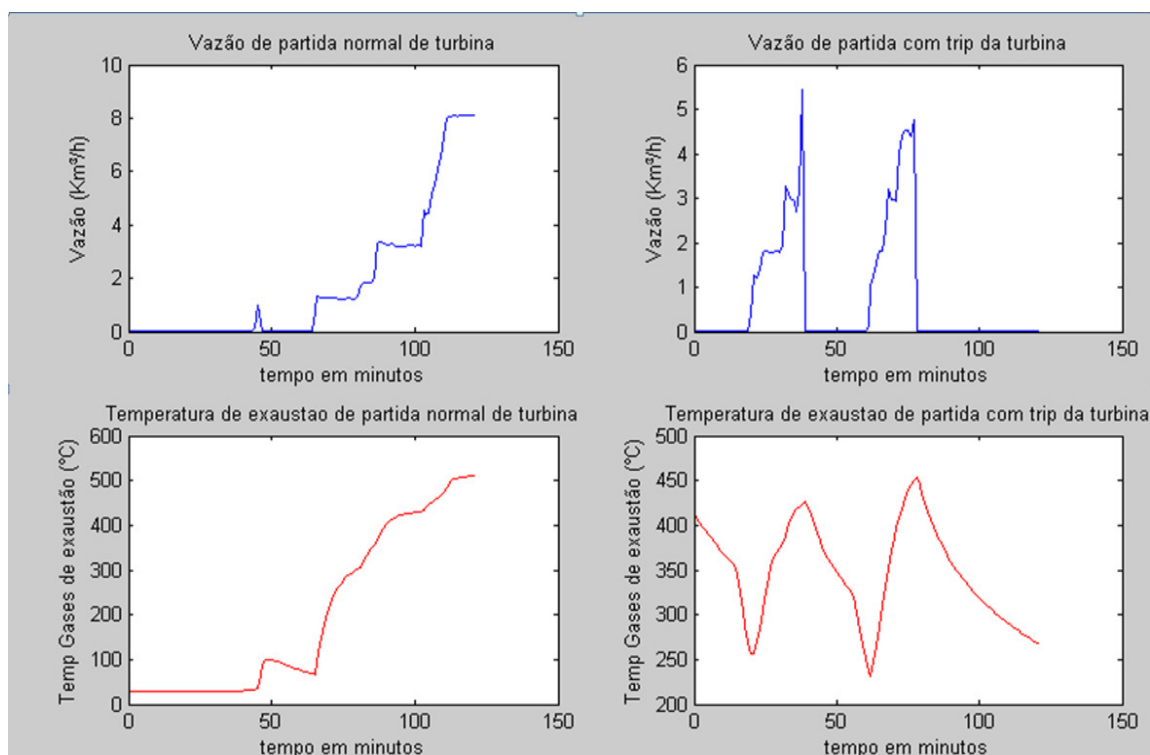 Vazão de partida normal de turbina
10
8
6
4
2
0
Vazão (Km³/h)
0 50 100 150
tempo em minutos
Vazão de partida com trip da turbina
6
5
4
3
2
1
0
Vazão (Km³/h)
0 50 100 150
tempo em minutos
Temperatura de exaustao de partida normal de turbina
600
500
400
300
200
100
0
Temp Gases de exaustão (°C)
0 50 100 150
tempo em minutos
Temperatura de exaustao de partida com trip da turbina
500
450
400
350
300
250
200
Temp Gases de exaustão (°C)
0 50 100 150
tempo em minutos